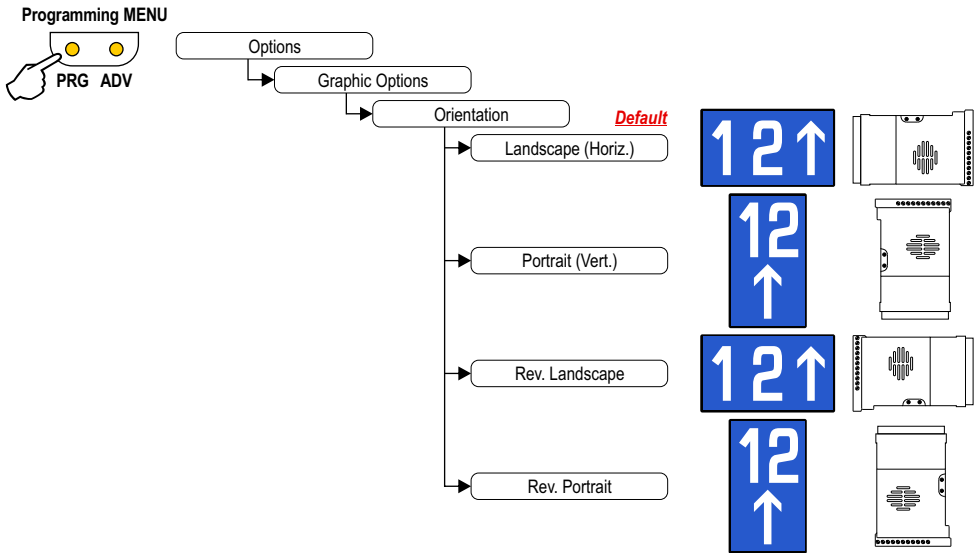 Programming MENU
PRG ADV
Options
Graphic Options
Orientation
Default
Landscape (Horiz.)
12↑
Portrait (Vert.)
12
↑
Rev. Landscape
12↑
Rev. Portrait
12
↑